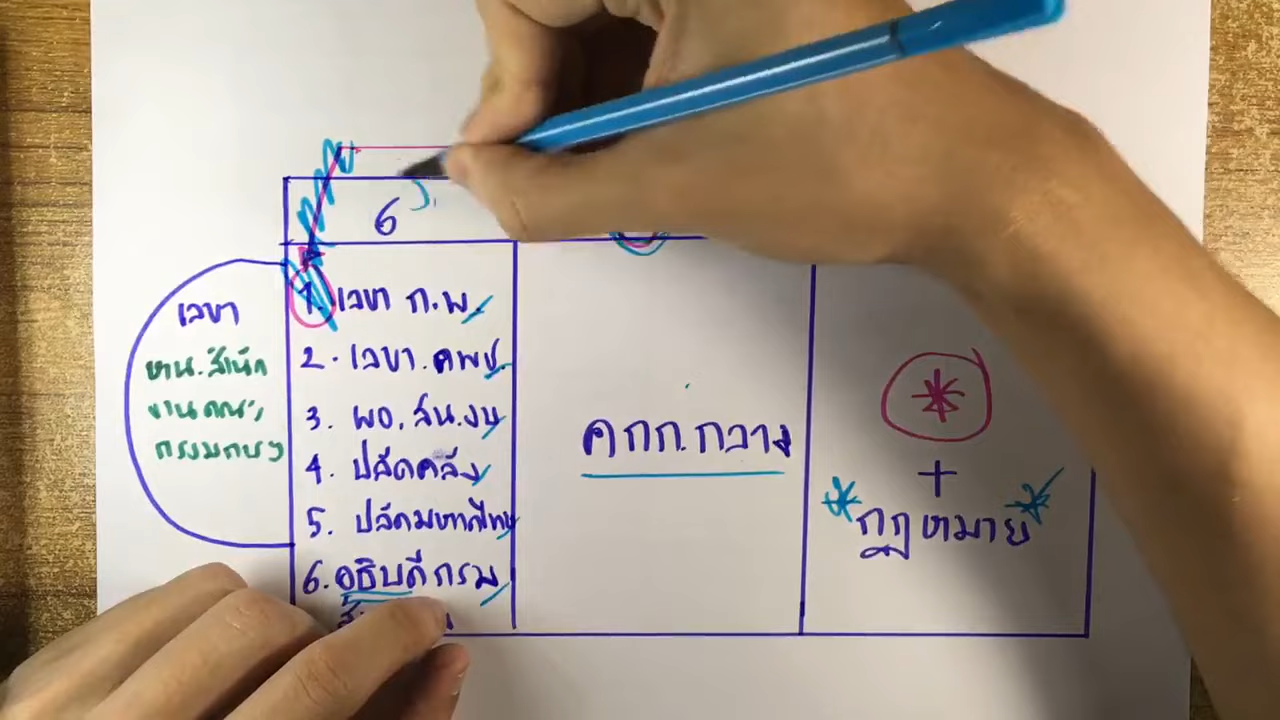 6
เลขา
หน.สำนัก
งานคณะ
กรรมการฯ
1. เลขา ก.พ.
2. เลขา.คพช.
3. ผอ.สน.งบ
4. ปลัดคลัง
5. ปลัดมหาดไทย
6. อธิบดีกรม
คกก.กลาง
+
กฎหมาย